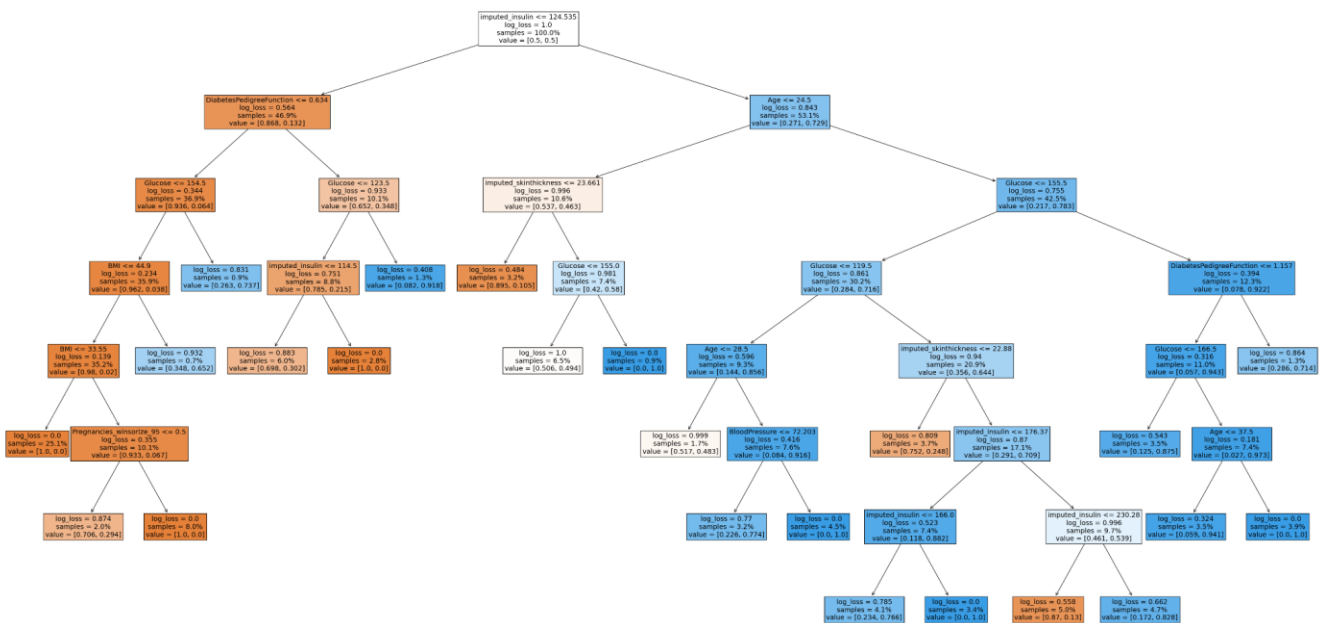 imputed_insulin <= 124.535
log_loss = 1.0
samples = 100.0%
value = [0.5, 0.5]
DiabetesPedigreeFunction <= 0.634
log_loss = 0.564
samples = 46.9%
value = [0.868, 0.132]
Age <= 24.5
log_loss = 0.843
samples = 53.1%
value = [0.271, 0.729]
Glucose <= 154.5
log_loss = 0.344
samples = 36.9%
value = [0.936, 0.064]
Glucose <= 123.5
log_loss = 0.933
samples = 10.1%
value = [0.652, 0.348]
imputed_skinthickness <= 23.661
log_loss = 0.996
samples = 10.6%
value = [0.537, 0.463]
Glucose <= 155.5
log_loss = 0.755
samples = 42.5%
value = [0.217, 0.783]
BMI <= 44.9
log_loss = 0.234
samples = 35.9%
value = [0.962, 0.038]
log_loss = 0.831
samples = 0.9%
value = [0.263, 0.737]
imputed_insulin <= 114.5
log_loss = 0.751
samples = 8.8%
value = [0.785, 0.215]
log_loss = 0.408
samples = 1.3%
value = [0.082, 0.918]
log_loss = 0.484
samples = 3.2%
value = [0.895, 0.105]
Glucose <= 155.0
log_loss = 0.981
samples = 7.4%
value = [0.42, 0.58]
Glucose <= 119.5
log_loss = 0.861
samples = 30.2%
value = [0.284, 0.716]
DiabetesPedigreeFunction <= 1.157
log_loss = 0.394
samples = 12.3%
value = [0.078, 0.922]
BMI <= 33.55
log_loss = 0.139
samples = 35.2%
value = [0.98, 0.02]
log_loss = 0.932
samples = 0.7%
value = [0.348, 0.652]
log_loss = 0.883
samples = 6.0%
value = [0.698, 0.302]
log_loss = 0.0
samples = 2.8%
value = [1.0, 0.0]
log_loss = 1.0
samples = 6.5%
value = [0.506, 0.494]
log_loss = 0.0
samples = 0.9%
value = [0.0, 1.0]
Age <= 28.5
log_loss = 0.596
samples = 9.3%
value = [0.144, 0.856]
imputed_skinthickness <= 22.88
log_loss = 0.94
samples = 20.9%
value = [0.356, 0.644]
Glucose <= 166.5
log_loss = 0.316
samples = 11.0%
value = [0.057, 0.943]
log_loss = 0.864
samples = 1.3%
value = [0.286, 0.714]
log_loss = 0.0
samples = 25.1%
value = [1.0, 0.0]
Pregnancies_winsorize_95 <= 0.5
log_loss = 0.355
samples = 10.1%
value = [0.933, 0.067]
log_loss = 0.999
samples = 1.7%
value = [0.517, 0.483]
BloodPressure <= 72.203
log_loss = 0.416
samples = 7.6%
value = [0.084, 0.916]
log_loss = 0.809
samples = 3.7%
value = [0.752, 0.248]
imputed_insulin <= 176.37
log_loss = 0.87
samples = 17.1%
value = [0.291, 0.709]
log_loss = 0.543
samples = 3.5%
value = [0.125, 0.875]
Age <= 37.5
log_loss = 0.181
samples = 7.4%
value = [0.027, 0.973]
log_loss = 0.874
samples = 2.0%
value = [0.706, 0.294]
log_loss = 0.0
samples = 8.0%
value = [1.0, 0.0]
log_loss = 0.77
samples = 3.2%
value = [0.226, 0.774]
log_loss = 0.0
samples = 4.5%
value = [0.0, 1.0]
imputed_insulin <= 166.0
log_loss = 0.523
samples = 7.4%
value = [0.118, 0.882]
imputed_insulin <= 230.28
log_loss = 0.996
samples = 9.7%
value = [0.461, 0.539]
log_loss = 0.324
samples = 3.5%
value = [0.059, 0.941]
log_loss = 0.0
samples = 3.9%
value = [0.0, 1.0]
log_loss = 0.785
samples = 4.1%
value = [0.234, 0.766]
log_loss = 0.0
samples = 3.4%
value = [0.0, 1.0]
log_loss = 0.558
samples = 5.0%
value = [0.87, 0.13]
log_loss = 0.662
samples = 4.7%
value = [0.172, 0.828]